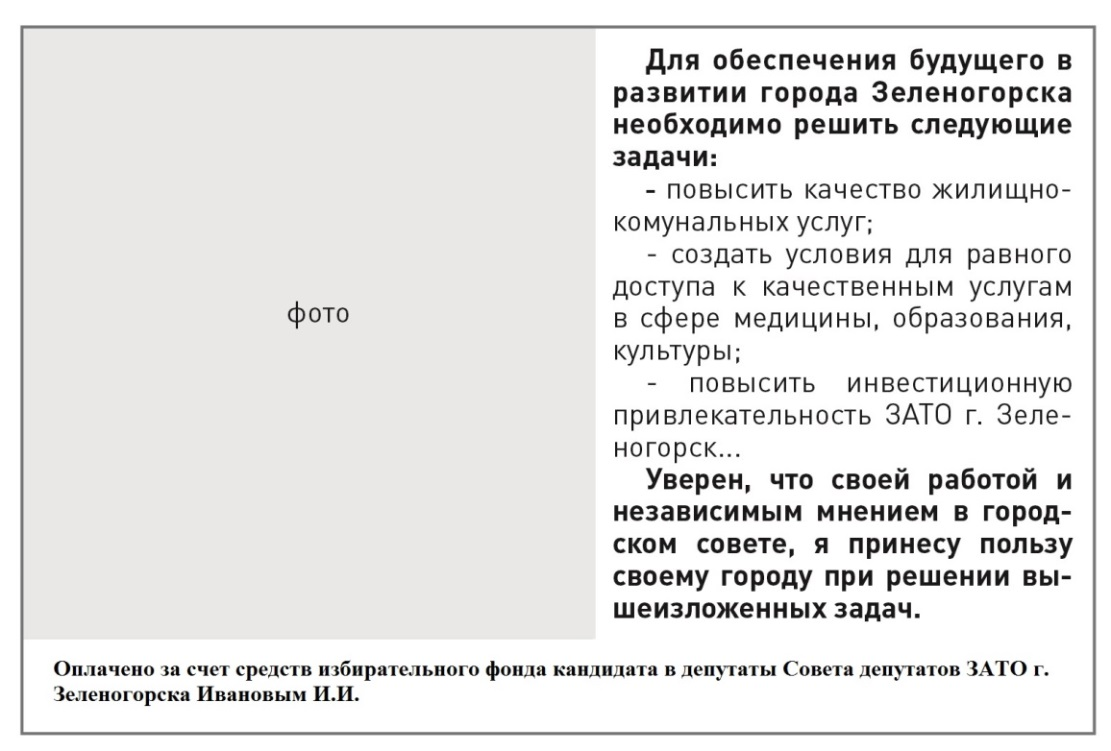 фото
Для обеспечения будущего в
развитии города Зеленогорска
необходимо решить следующие
задачи:
- повысить качество жилищно-
комунальных услуг;
- создать условия для равного
доступа к качественным услугам
в сфере медицины, образования,
культуры;
- повысить инвестиционную
привлекательность ЗАТО г. Зеле-
ногорск...
Уверен, что своей работой и
независимым мнением в город-
ском совете, я принесу пользу
своему городу при решении вы-
шеизложенных задач.
Оплачено за счет средств избирательного фонда кандидата в депутаты Совета депутатов ЗАТО г.
Зеленогорска Ивановым И.И.